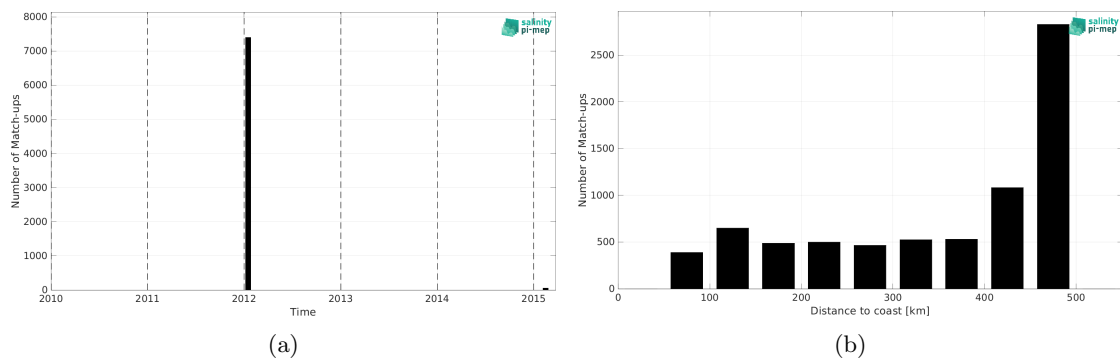 8000
7000
6000
5000
4000
3000
2000
1000
0
2010 2011 2012 2013 2014 2015
Number of Match-ups
Time
salinity
pi-mep
(a)
2500
2000
1500
1000
500
0
0 100 200 300 400 500
Number of Match-ups
Distance to coast [km]
salinity
pi-mep
(b)